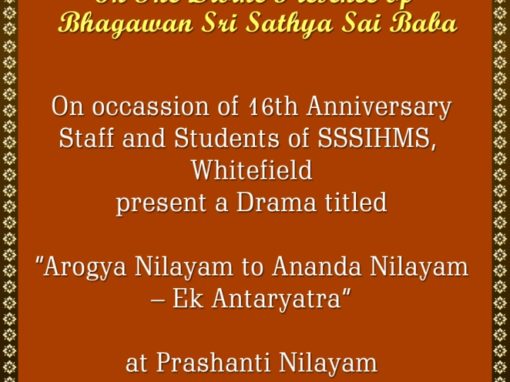 The Divine Presence of
Bhagawan Sri Sathya Sai Baba
On occassion of 16th Anniversary
Staff and Students of SSSIHMS,
Whitefield
present a Drama titled
"Arogya Nilayam to Ananda Nilayam
– Ek Antaryatra"
at Prashanti Nilayam